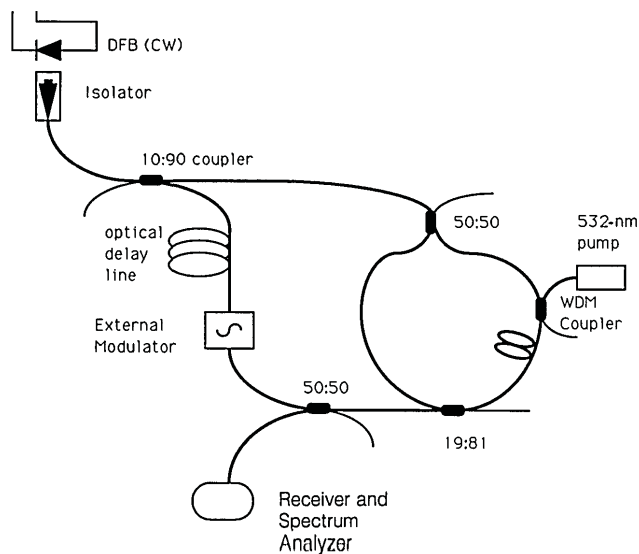 DFB (CW)
Isolator
10:90 coupler
50:50
532-nm
pump
optical
delay
line
WDM
Coupler
External
Modulator
50:50
19:81
Receiver and
Spectrum
Analyzer